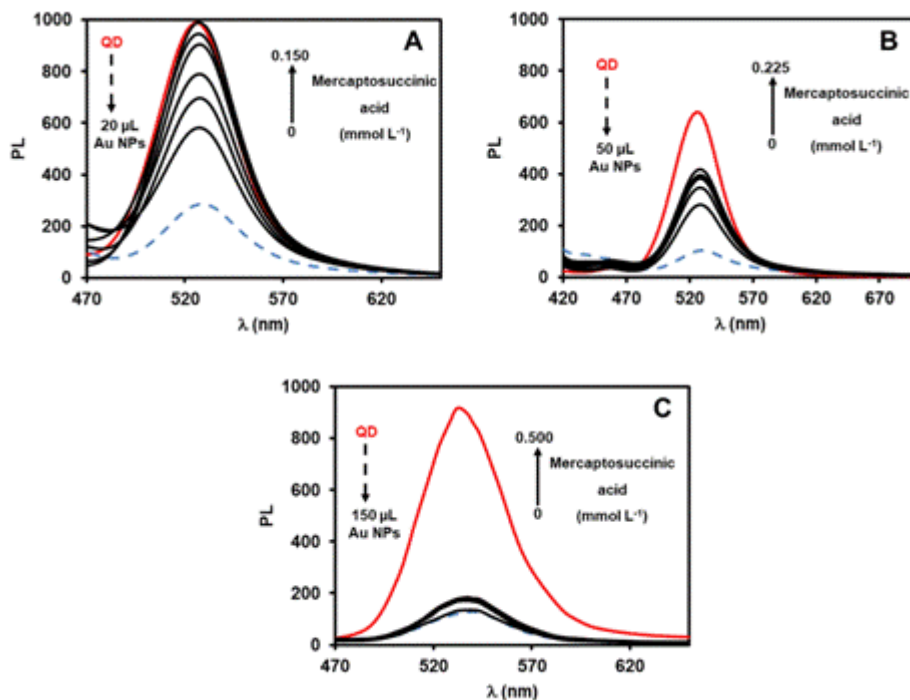 A
1000
800
600
400
200
0
PL
QD
20 µL
Au NPs
0.150
Mercaptosuccinic
acid
(mmol L⁻¹)
0
470 520 570 620
λ (nm)
B
1000
800
600
400
200
0
PL
QD
50 µL
Au NPs
0.225
Mercaptosuccinic
acid
(mmol L⁻¹)
0
420 470 520 570 620 670
λ (nm)
C
1000
800
600
400
200
0
PL
QD
150 µL
Au NPs
0.500
Mercaptosuccinic
acid
(mmol L⁻¹)
0
470 520 570 620
λ (nm)